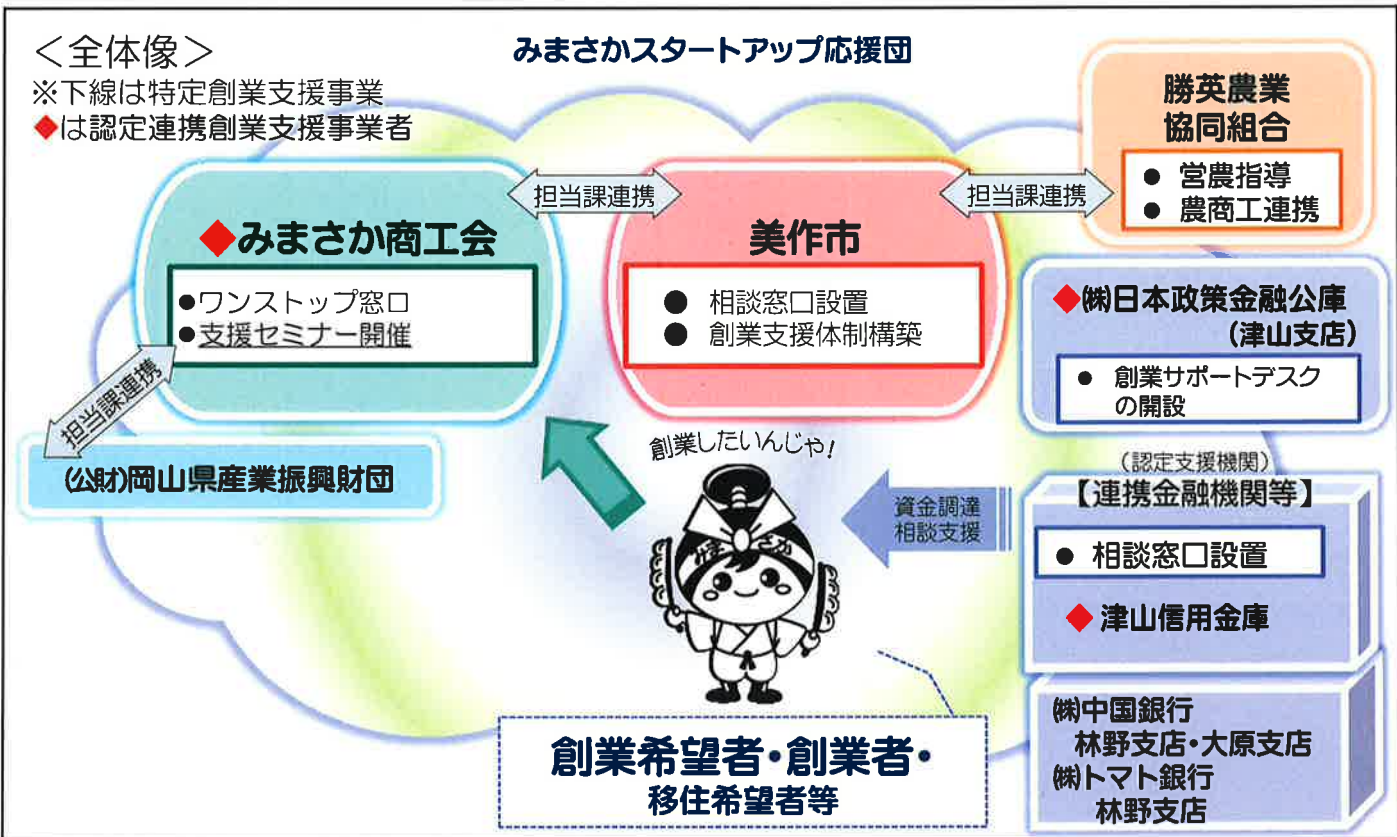 <全体像>
※下線は特定創業支援事業
◆は認定連携創業支援事業者
みまさかスタートアップ応援団
勝英農業
協同組合
● 営農指導
● 農商工連携
担当課連携
担当課連携
◆みまさか商工会
●ワンストップ窓口
●支援セミナー開催
美作市
● 相談窓口設置
● 創業支援体制構築
◆㈱日本政策金融公庫
(津山支店)
● 創業サポートデスク
の開設
担当課連携
(公財)岡山県産業振興財団
創業したいんじゃ!
みまさか
資金調達
相談支援
(認定支援機関)
【連携金融機関等】
● 相談窓口設置
◆津山信用金庫
㈱中国銀行
林野支店・大原支店
㈱トマト銀行
林野支店
創業希望者・創業者・
移住希望者等